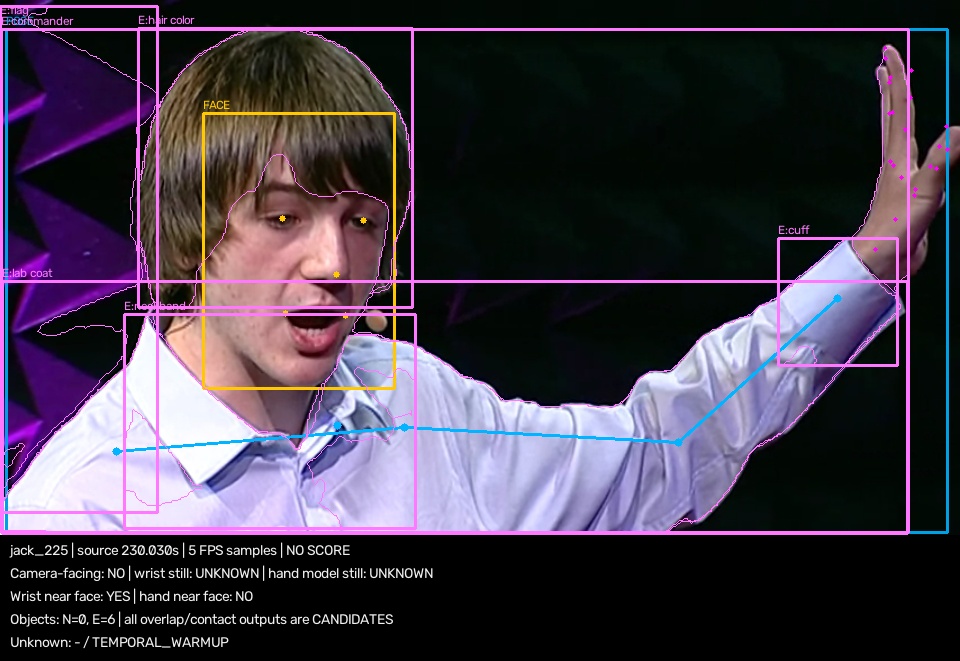 E:flag
E:commander
E:hair color
FACE
E:cuff
E:lab coat
jack_225 | source 230.030s | 5 FPS samples | NO SCORE
Camera-facing: NO | wrist still: UNKNOWN | hand model still: UNKNOWN
Wrist near face: YES | hand near face: NO
Objects: N=0, E=6 | all overlap/contact outputs are CANDIDATES
Unknown: - / TEMPORAL_WARMUP